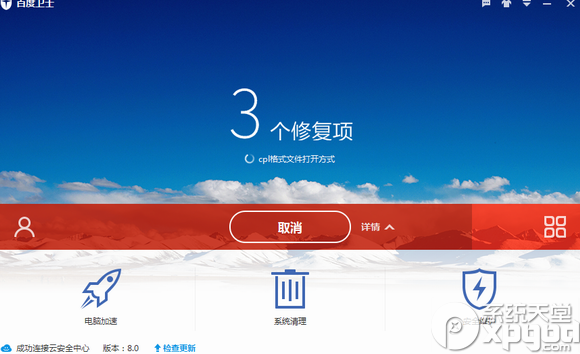 百度卫士
3个修复项
cpl格式文件打开方式
取消 详情
电脑加速 系统清理
成功连接云安全中心 版本：8.0 检查更新
系统天堂